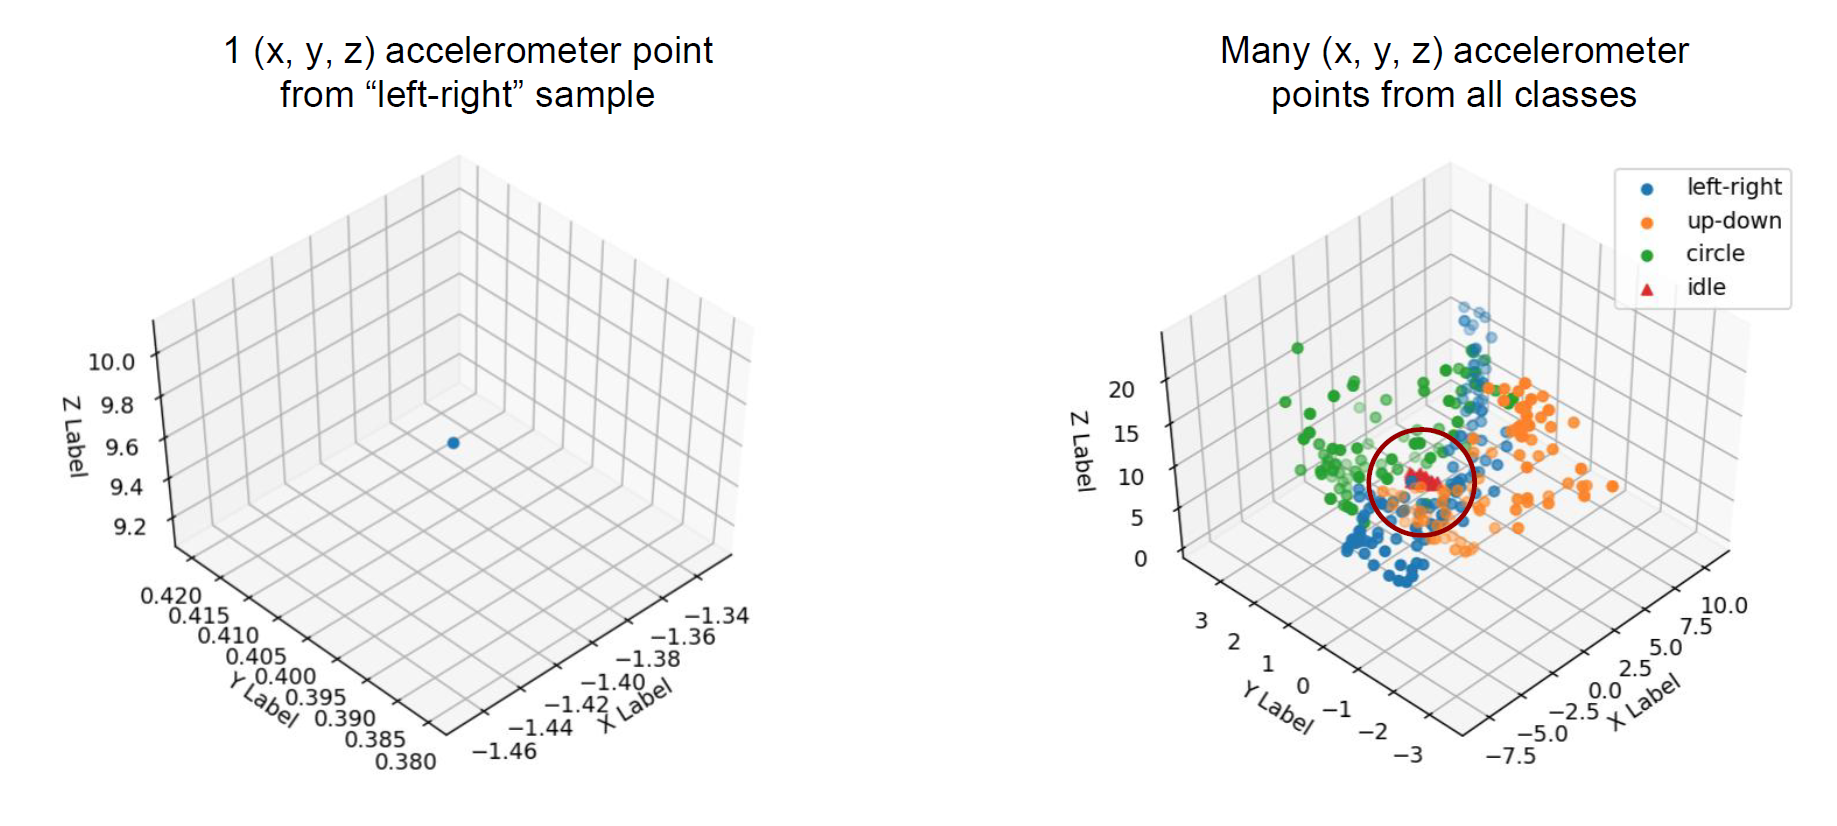 1 (x, y, z) accelerometer point
from “left-right” sample
10.0
9.8
9.6
9.4
9.2
Z Label
0.420
0.415
0.410
0.405
0.400
0.395
0.390
0.385
0.380
Y Label
−1.34
−1.36
−1.38
−1.40
−1.42
−1.44
−1.46
X Label
Many (x, y, z) accelerometer
points from all classes
left-right
up-down
circle
idle
20
15
10
5
0
Z Label
3
2
1
0
−1
−2
−3
Y Label
10.0
7.5
5.0
2.5
0.0
−2.5
−5.0
−7.5
X Label